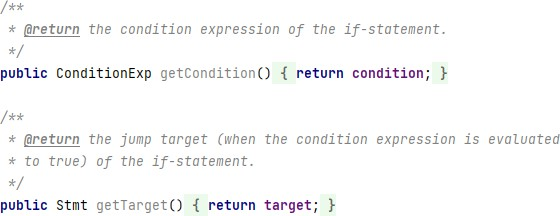 /**
 * @return the condition expression of the if-statement.
 */
public ConditionExp getCondition() { return condition; }

/**
 * @return the jump target (when the condition expression is evaluated
 * to true) of the if-statement.
 */
public Stmt getTarget() { return target; }